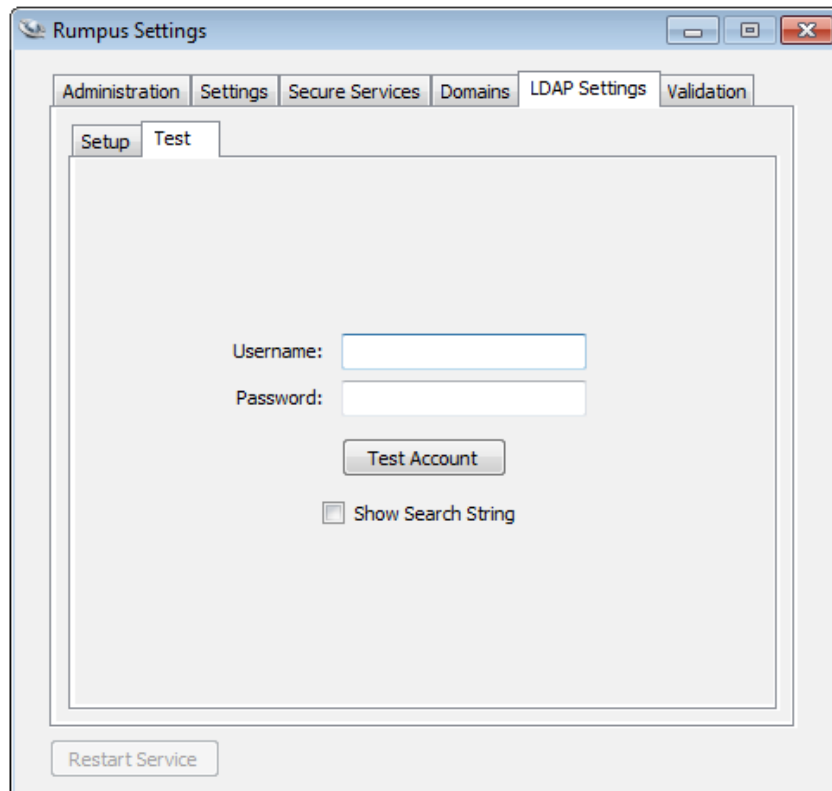 Rumpus Settings
Administration Settings Secure Services Domains LDAP Settings Validation
Setup Test
Username:
Password:
Test Account
Show Search String
Restart Service